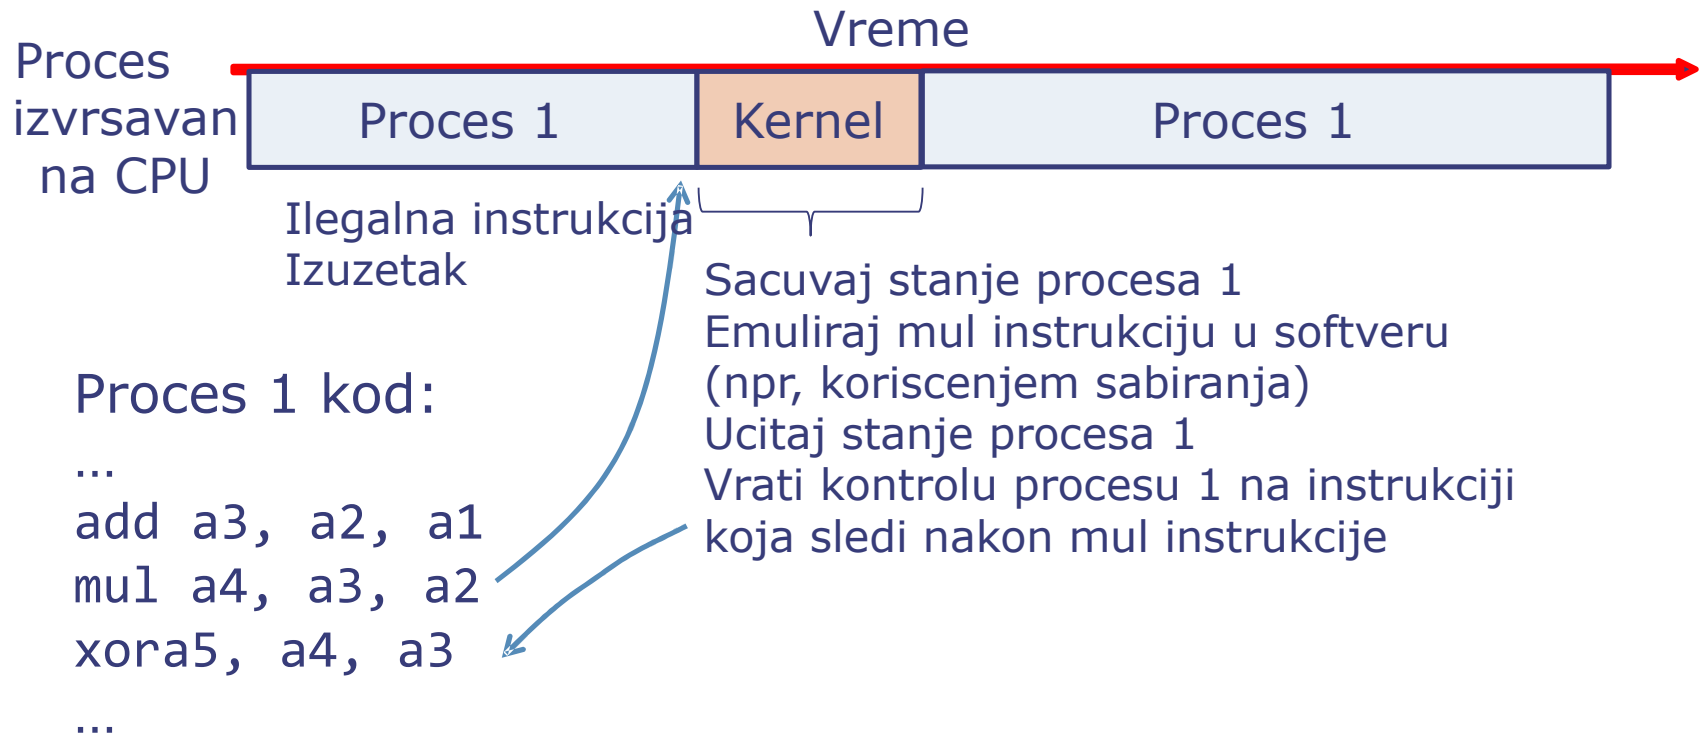 Vreme
Proces
izvrsavan
na CPU
Proces 1
Kernel
Proces 1
Ilegalna instrukcija
Izuzetak
Sacuvaj stanje procesa 1
Emuliraj mul instrukciju u softveru
(npr, koriscenjem sabiranja)
Ucitaj stanje procesa 1
Vrati kontrolu procesu 1 na instrukciji
koja sledi nakon mul instrukcije
Proces 1 kod:
…
add a3, a2, a1
mul a4, a3, a2
xora5, a4, a3
…